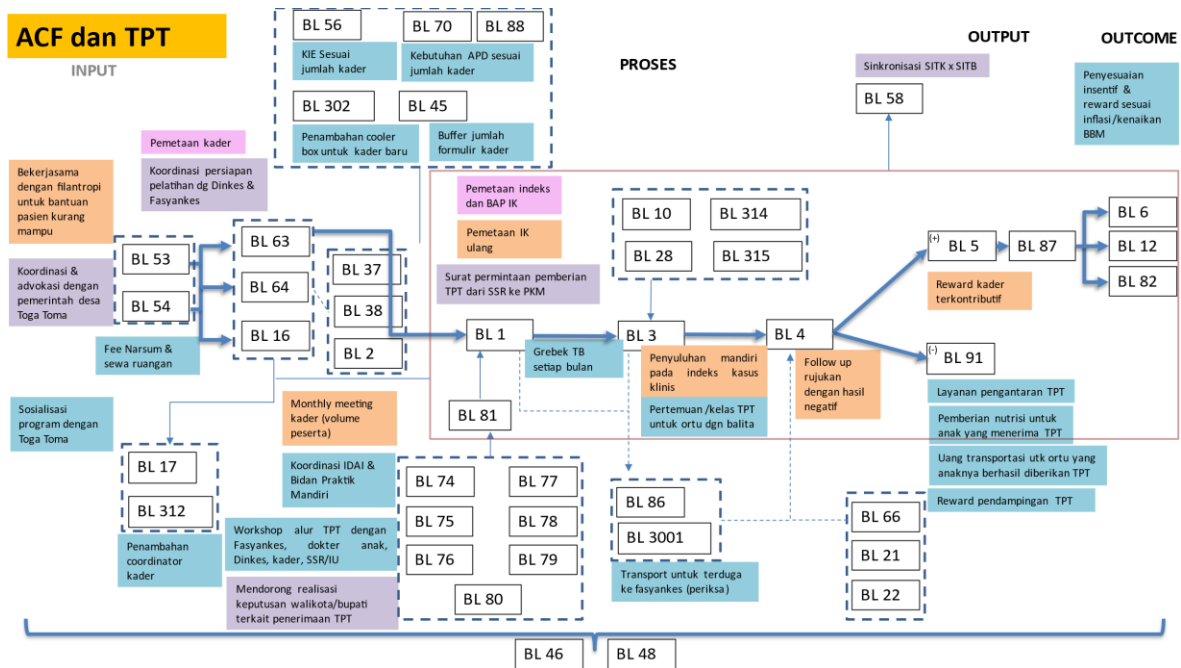 ACF dan TPT
INPUT
PROSES
OUTPUT
OUTCOME
BL 56
BL 70
BL 88
KIE Sesuai
jumlah kader
Kebutuhan APD sesuai
jumlah kader
BL 302
BL 45
Penambahan cooler
box untuk kader baru
Buffer jumlah
formulir kader
Sinkronisasi SITK x SITB
BL 58
Penyesuaian
insentif &
reward sesuai
inflasi/kenaikan
BBM
Pemetaan kader
Koordinasi persiapan
pelatihan dg Dinkes &
Fasyankes
Bekerjasama
dengan filantropi
untuk bantuan
pasien kurang
mampu
Koordinasi &
advokasi dengan
pemerintah desa
Toga Toma
BL 53
BL 54
BL 63
BL 64
BL 16
BL 37
BL 38
BL 2
Fee Narsum &
sewa ruangan
Pemetaan indeks
dan BAP IK
Pemetaan IK
ulang
Surat permintaan pemberian
TPT dari SSR ke PKM
BL 10
BL 314
BL 28
BL 315
BL 1
BL 3
BL 4
(+)
BL 5
BL 87
BL 6
BL 12
BL 82
Reward kader
terkontributif
(-)
BL 91
Grebek TB
setiap bulan
Penyuluhan mandiri
pada indeks kasus
klinis
Pertemuan /kelas TPT
untuk ortu dgn balita
Follow up
rujukan
dengan hasil
negatif
Layanan pengantaran TPT
Pemberian nutrisi untuk
anak yang menerima TPT
Uang transportasi utk ortu yang
anaknya berhasil diberikan TPT
Reward pendampingan TPT
BL 81
Sosialisasi
program dengan
Toga Toma
BL 17
BL 312
Penambahan
coordinator
kader
Monthly meeting
kader (volume
peserta)
Koordinasi IDAI &
Bidan Praktik
Mandiri
Workshop alur TPT dengan
Fasyankes, dokter anak,
Dinkes, kader, SSR/IU
Mendorong realisasi
keputusan walikota/bupati
terkait penerimaan TPT
BL 74
BL 77
BL 75
BL 78
BL 76
BL 79
BL 80
BL 86
BL 3001
Transport untuk terduga
ke fasyankes (periksa)
BL 66
BL 21
BL 22
BL 46
BL 48